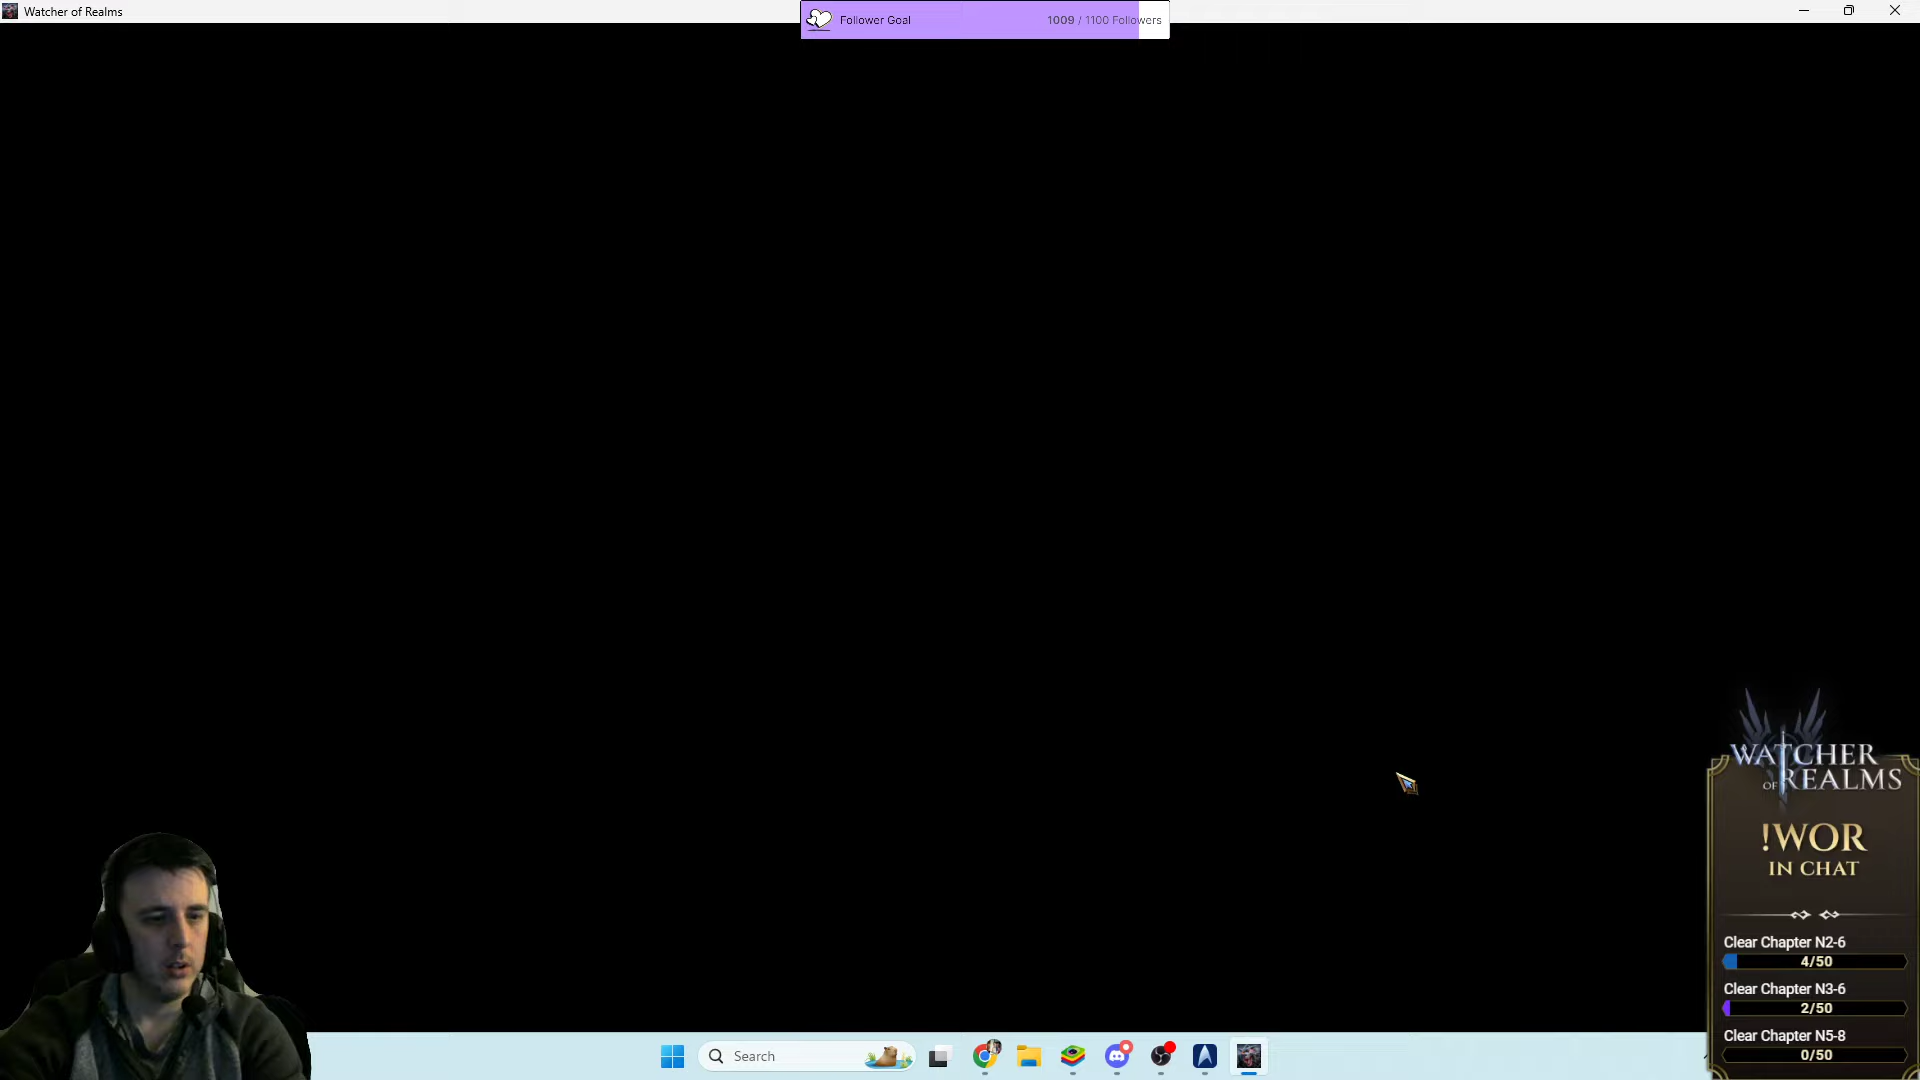 Watcher of Realms
Follower Goal
1009 / 1100 Followers
WATCHER
OF REALMS
!WOR
IN CHAT
Clear Chapter N2-6
4/50
Clear Chapter N3-6
2/50
Clear Chapter N5-8
0/50
Search